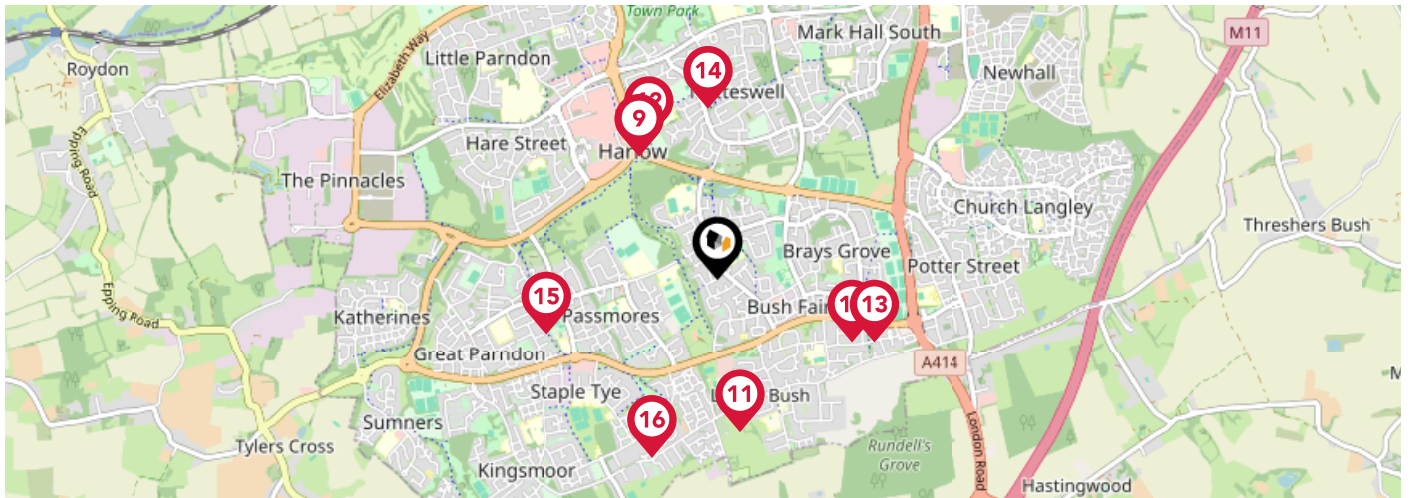 Town Park
Mark Hall South
M11
Elizabeth Way
Little Parndon
Roydon
14
Newhall
9
Hare Street
Harlow
Epping Road
The Pinnacles
Church Langley
Threshers Bush
Brays Grove
Potter Street
Epping Road
15
13
Bush Fair
Katherines
Passmores
Great Parndon
A414
Staple Tye
11
Bush
16
Sumners
Tylers Cross
Rundell's
Grove
London Road
Kingsmoor
Hastingwood